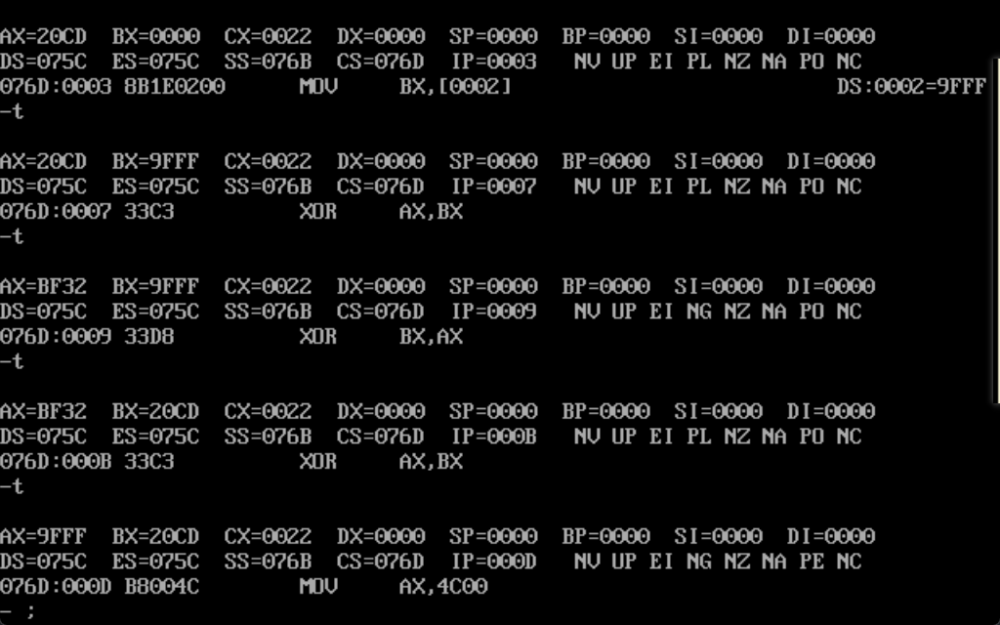 AX=20CD  BX=0000  CX=0022  DX=0000  SP=0000  BP=0000  SI=0000  DI=0000
DS=075C  ES=075C  SS=076B  CS=076D  IP=0003   NV UP EI PL NZ NA PO NC
076D:0003 8B1E0200      MOV     BX,[0002]                          DS:0002=9FFF
-t
AX=20CD  BX=9FFF  CX=0022  DX=0000  SP=0000  BP=0000  SI=0000  DI=0000
DS=075C  ES=075C  SS=076B  CS=076D  IP=0007   NV UP EI PL NZ NA PO NC
076D:0007 33C3          XOR     AX,BX
-t
AX=BF32  BX=9FFF  CX=0022  DX=0000  SP=0000  BP=0000  SI=0000  DI=0000
DS=075C  ES=075C  SS=076B  CS=076D  IP=0009   NV UP EI NG NZ NA PO NC
076D:0009 33D8          XOR     BX,AX
-t
AX=BF32  BX=20CD  CX=0022  DX=0000  SP=0000  BP=0000  SI=0000  DI=0000
DS=075C  ES=075C  SS=076B  CS=076D  IP=000B   NV UP EI PL NZ NA PO NC
076D:000B 33C3          XOR     AX,BX
-t
AX=9FFF  BX=20CD  CX=0022  DX=0000  SP=0000  BP=0000  SI=0000  DI=0000
DS=075C  ES=075C  SS=076B  CS=076D  IP=000D   NV UP EI NG NZ NA PE NC
076D:000D B8004C        MOV     AX,4C00
- ;